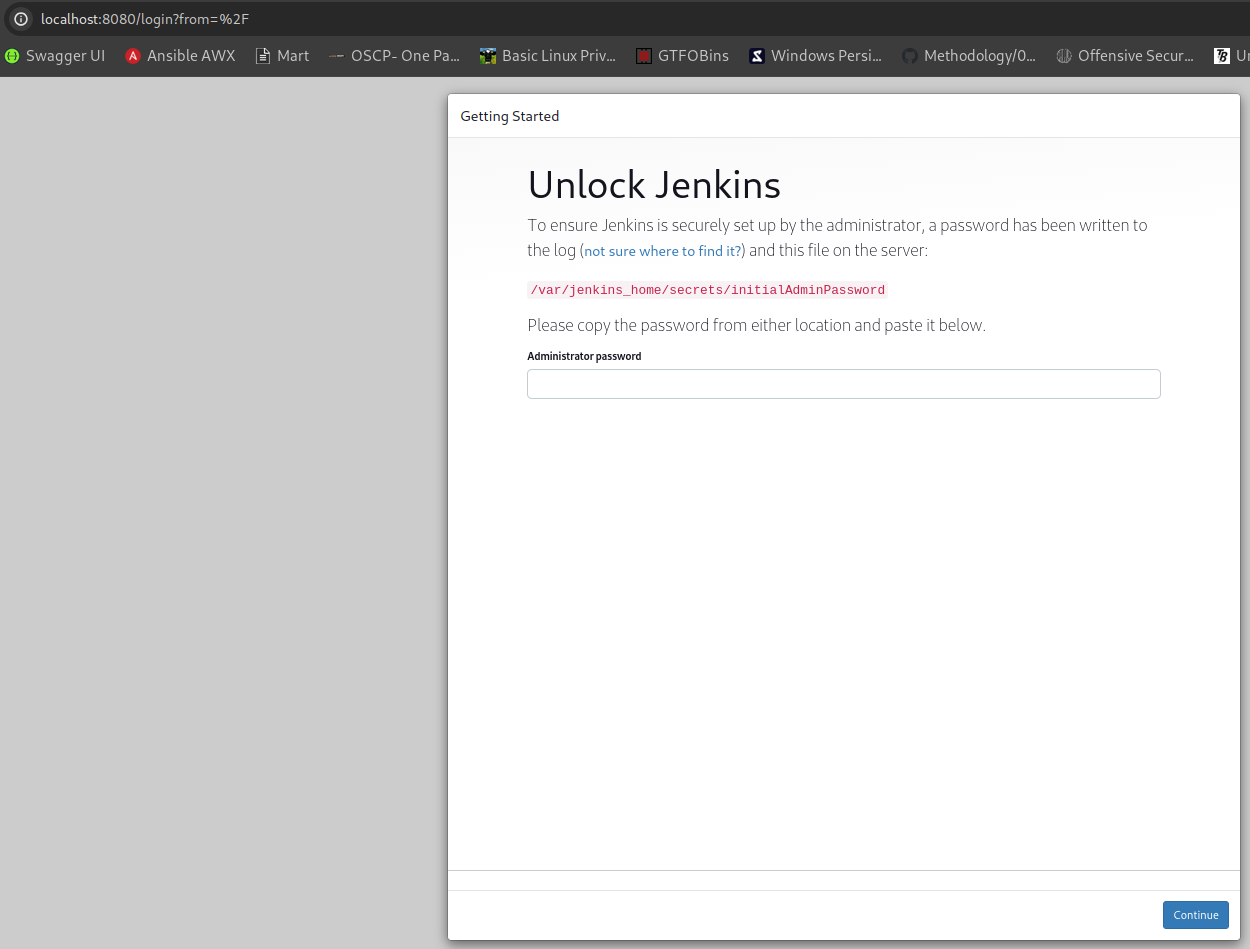 localhost:8080/login?from=%2F
Swagger UI Ansible AWX Mart OSCP- One Pa... Basic Linux Priv... GTFOBins Windows Persi... Methodology/0... Offensive Secur...
Getting Started
Unlock Jenkins
To ensure Jenkins is securely set up by the administrator, a password has been written to
the log (not sure where to find it?) and this file on the server:
/var/jenkins_home/secrets/initialAdminPassword
Please copy the password from either location and paste it below.
Administrator password
Continue